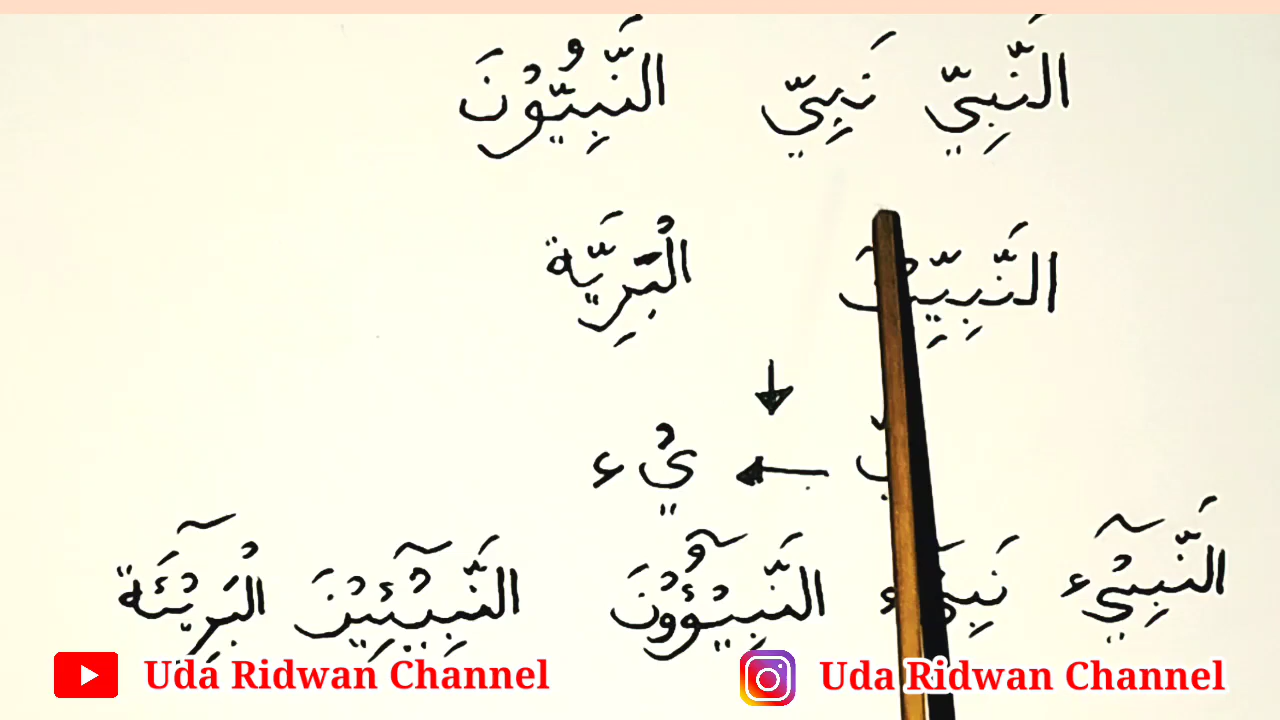 النَّبِيّ نَبِيّ النَّبِيُّوْنَ
الْبَرِيَّة
يْء
النَّبِيْٓء النَّبِيْٓؤُوْنَ النَّبِيْٓئِيْنَ الْبَرِيْٓئَة
Uda Ridwan Channel Uda Ridwan Channel